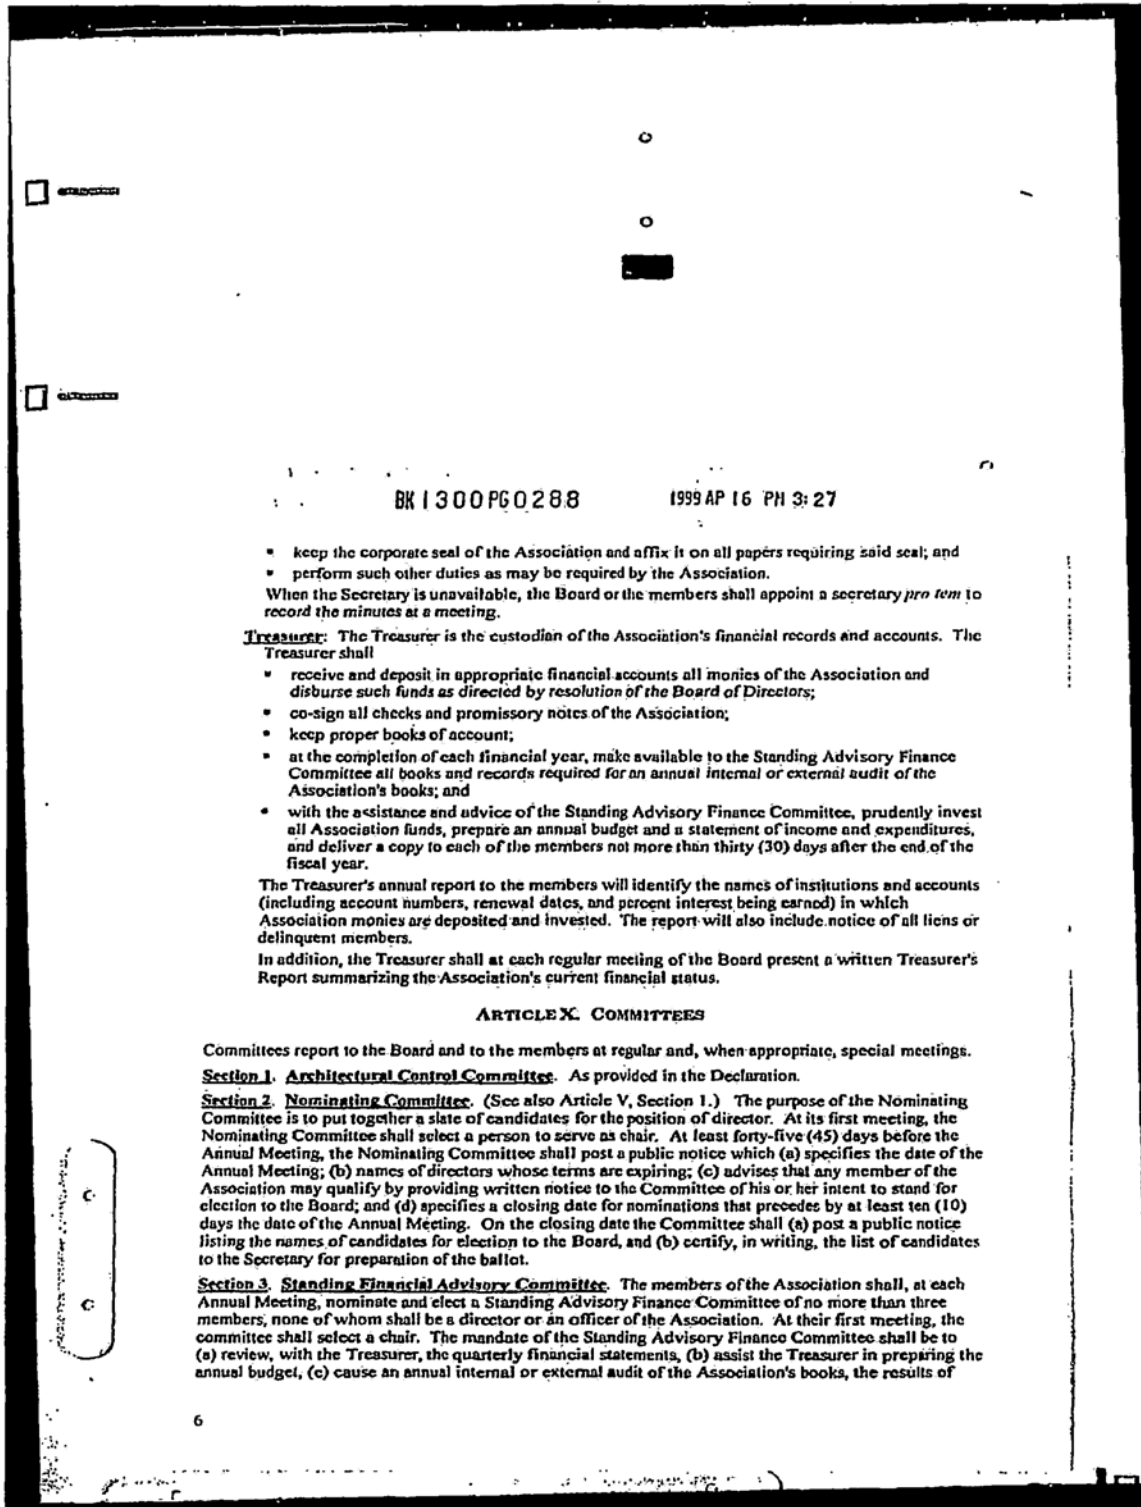 BK1300PG0288 1999 AP 16 PM 3:27
▪ keep the corporate seal of the Association and affix it on all papers requiring said seal; and
▪ perform such other duties as may be required by the Association.
When the Secretary is unavailable, the Board or the members shall appoint a secretary pro tem to
record the minutes at a meeting.
Treasurer: The Treasurer is the custodian of the Association's financial records and accounts. The
Treasurer shall
▪ receive and deposit in appropriate financial accounts all monies of the Association and
disburse such funds as directed by resolution of the Board of Directors;
▪ co-sign all checks and promissory notes of the Association;
▪ keep proper books of account;
▪ at the completion of each financial year, make available to the Standing Advisory Finance
Committee all books and records required for an annual internal or external audit of the
Association's books; and
▪ with the assistance and advice of the Standing Advisory Finance Committee, prudently invest
all Association funds, prepare an annual budget and a statement of income and expenditures,
and deliver a copy to each of the members not more than thirty (30) days after the end of the
fiscal year.
The Treasurer's annual report to the members will identify the names of institutions and accounts
(including account numbers, renewal dates, and percent interest being earned) in which
Association monies are deposited and invested. The report will also include notice of all liens or
delinquent members.
In addition, the Treasurer shall at each regular meeting of the Board present a written Treasurer's
Report summarizing the Association's current financial status.
ARTICLE X. COMMITTEES
Committees report to the Board and to the members at regular and, when appropriate, special meetings.
Section 1. Architectural Control Committee. As provided in the Declaration.
Section 2. Nominating Committee. (See also Article V, Section 1.) The purpose of the Nominating
Committee is to put together a slate of candidates for the position of director. At its first meeting, the
Nominating Committee shall select a person to serve as chair. At least forty-five (45) days before the
Annual Meeting, the Nominating Committee shall post a public notice which (a) specifies the date of the
Annual Meeting; (b) names of directors whose terms are expiring; (c) advises that any member of the
Association may qualify by providing written notice to the Committee of his or her intent to stand for
election to the Board; and (d) specifies a closing date for nominations that precedes by at least ten (10)
days the date of the Annual Meeting. On the closing date the Committee shall (a) post a public notice
listing the names of candidates for election to the Board, and (b) certify, in writing, the list of candidates
to the Secretary for preparation of the ballot.
Section 3. Standing Financial Advisory Committee. The members of the Association shall, at each
Annual Meeting, nominate and elect a Standing Advisory Finance Committee of no more than three
members, none of whom shall be a director or an officer of the Association. At their first meeting, the
committee shall select a chair. The mandate of the Standing Advisory Finance Committee shall be to
(a) review, with the Treasurer, the quarterly financial statements, (b) assist the Treasurer in preparing the
annual budget, (c) cause an annual internal or external audit of the Association's books, the results of
6